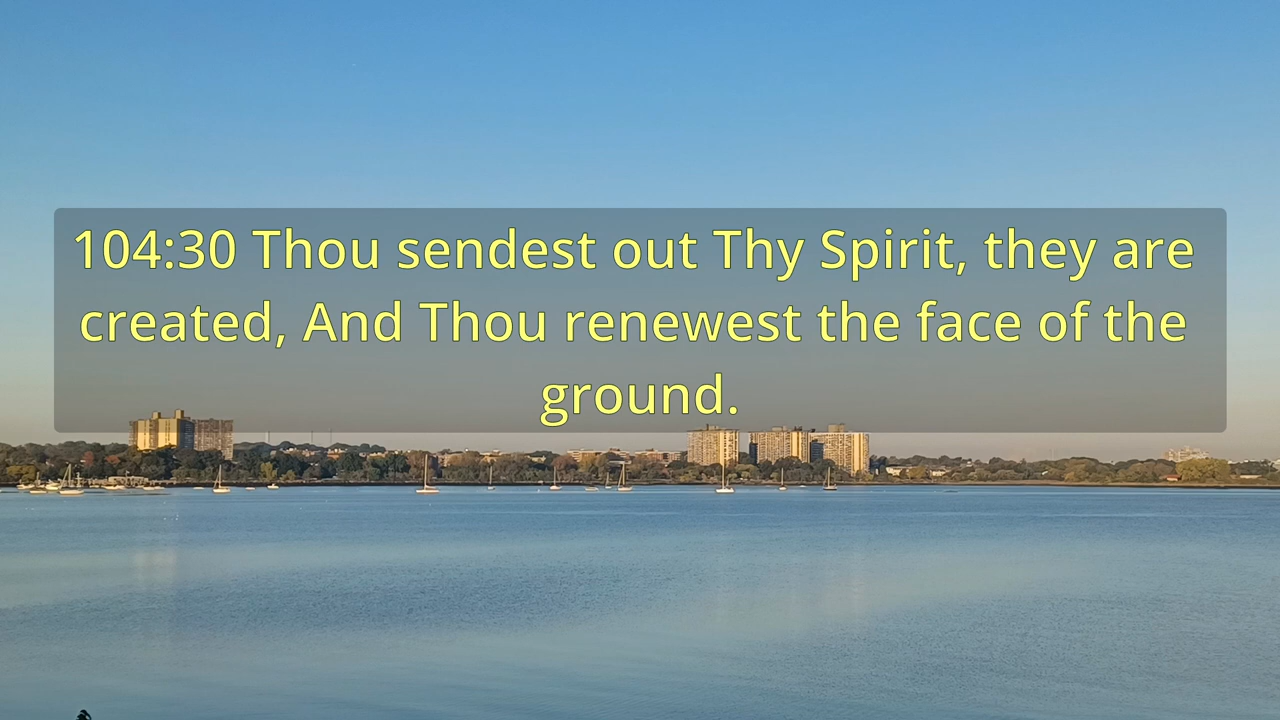 104:30 Thou sendest out Thy Spirit, they are
created, And Thou renewest the face of the
ground.